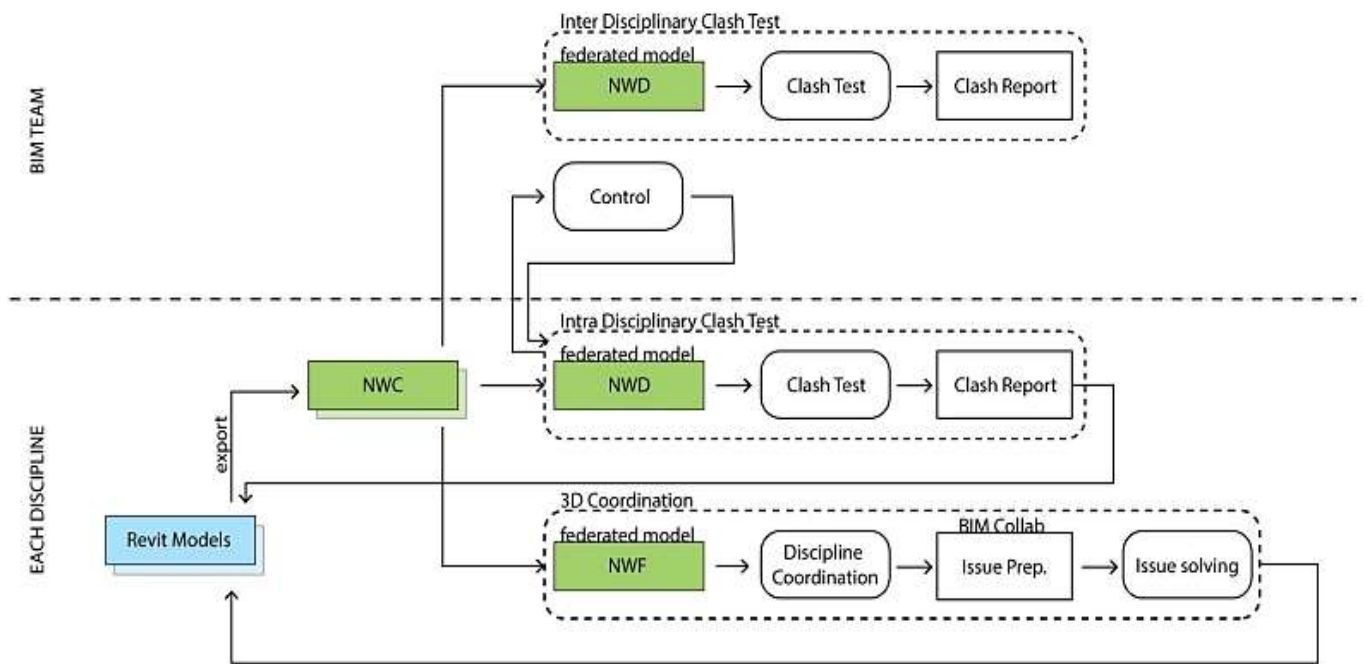 Inter Disciplinary Clash Test
federated model
NWD
Clash Test
Clash Report
BIM TEAM
Control
Intra Disciplinary Clash Test
federated model
NWC
NWD
Clash Test
Clash Report
export
EACH DISCIPLINE
3D Coordination
federated model
BIM Collab
Revit Models
NWF
Discipline
Coordination
Issue Prep.
Issue solving